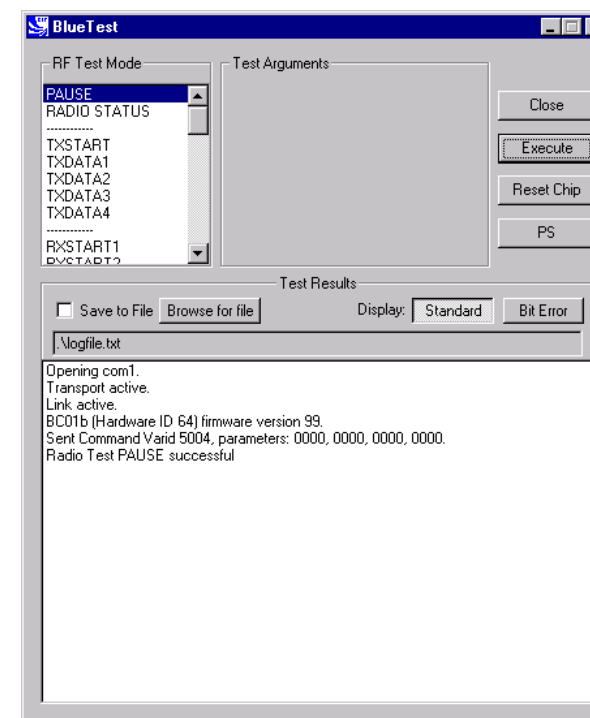 BlueTest
RF Test Mode
Test Arguments
PAUSE
RADIO STATUS
------------
TXSTART
TXDATA1
TXDATA2
TXDATA3
TXDATA4
------------
RXSTART1
RXSTART2
Close
Execute
Reset Chip
PS
Test Results
Save to File Browse for file Display: Standard Bit Error
.\logfile.txt
Opening com1.
Transport active.
Link active.
BC01b (Hardware ID 64) firmware version 99.
Sent Command Varid 5004, parameters: 0000, 0000, 0000, 0000.
Radio Test PAUSE successful